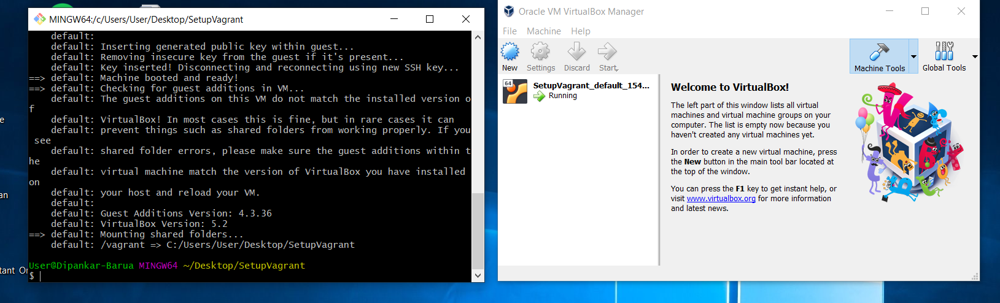 MINGW64:/c/Users/User/Desktop/SetupVagrant
default:
default: Inserting generated public key within guest...
default: Removing insecure key from the guest if it's present...
default: Key inserted! Disconnecting and reconnecting using new SSH key...
==> default: Machine booted and ready!
==> default: Checking for guest additions in VM...
default: The guest additions on this VM do not match the installed version o
f
default: VirtualBox! In most cases this is fine, but in rare cases it can
default: prevent things such as shared folders from working properly. If you
see
default: shared folder errors, please make sure the guest additions within t
he
default: virtual machine match the version of VirtualBox you have installed
on
default: your host and reload your VM.
default:
default: Guest Additions Version: 4.3.36
default: VirtualBox Version: 5.2
==> default: Mounting shared folders...
default: /vagrant => C:/Users/User/Desktop/SetupVagrant
User@Dipankar-Barua MINGW64 ~/Desktop/SetupVagrant
$
e
an
tant Or
Oracle VM VirtualBox Manager
File Machine Help
New Settings Discard Start
Machine Tools Global Tools
64
SetupVagrant_default_154...
Running
Welcome to VirtualBox!
The left part of this window lists all virtual
machines and virtual machine groups on your
computer. The list is empty now because you
haven't created any virtual machines yet.
In order to create a new virtual machine, press
the New button in the main tool bar located at
the top of the window.
You can press the F1 key to get instant help, or
visit www.virtualbox.org for more information
and latest news.